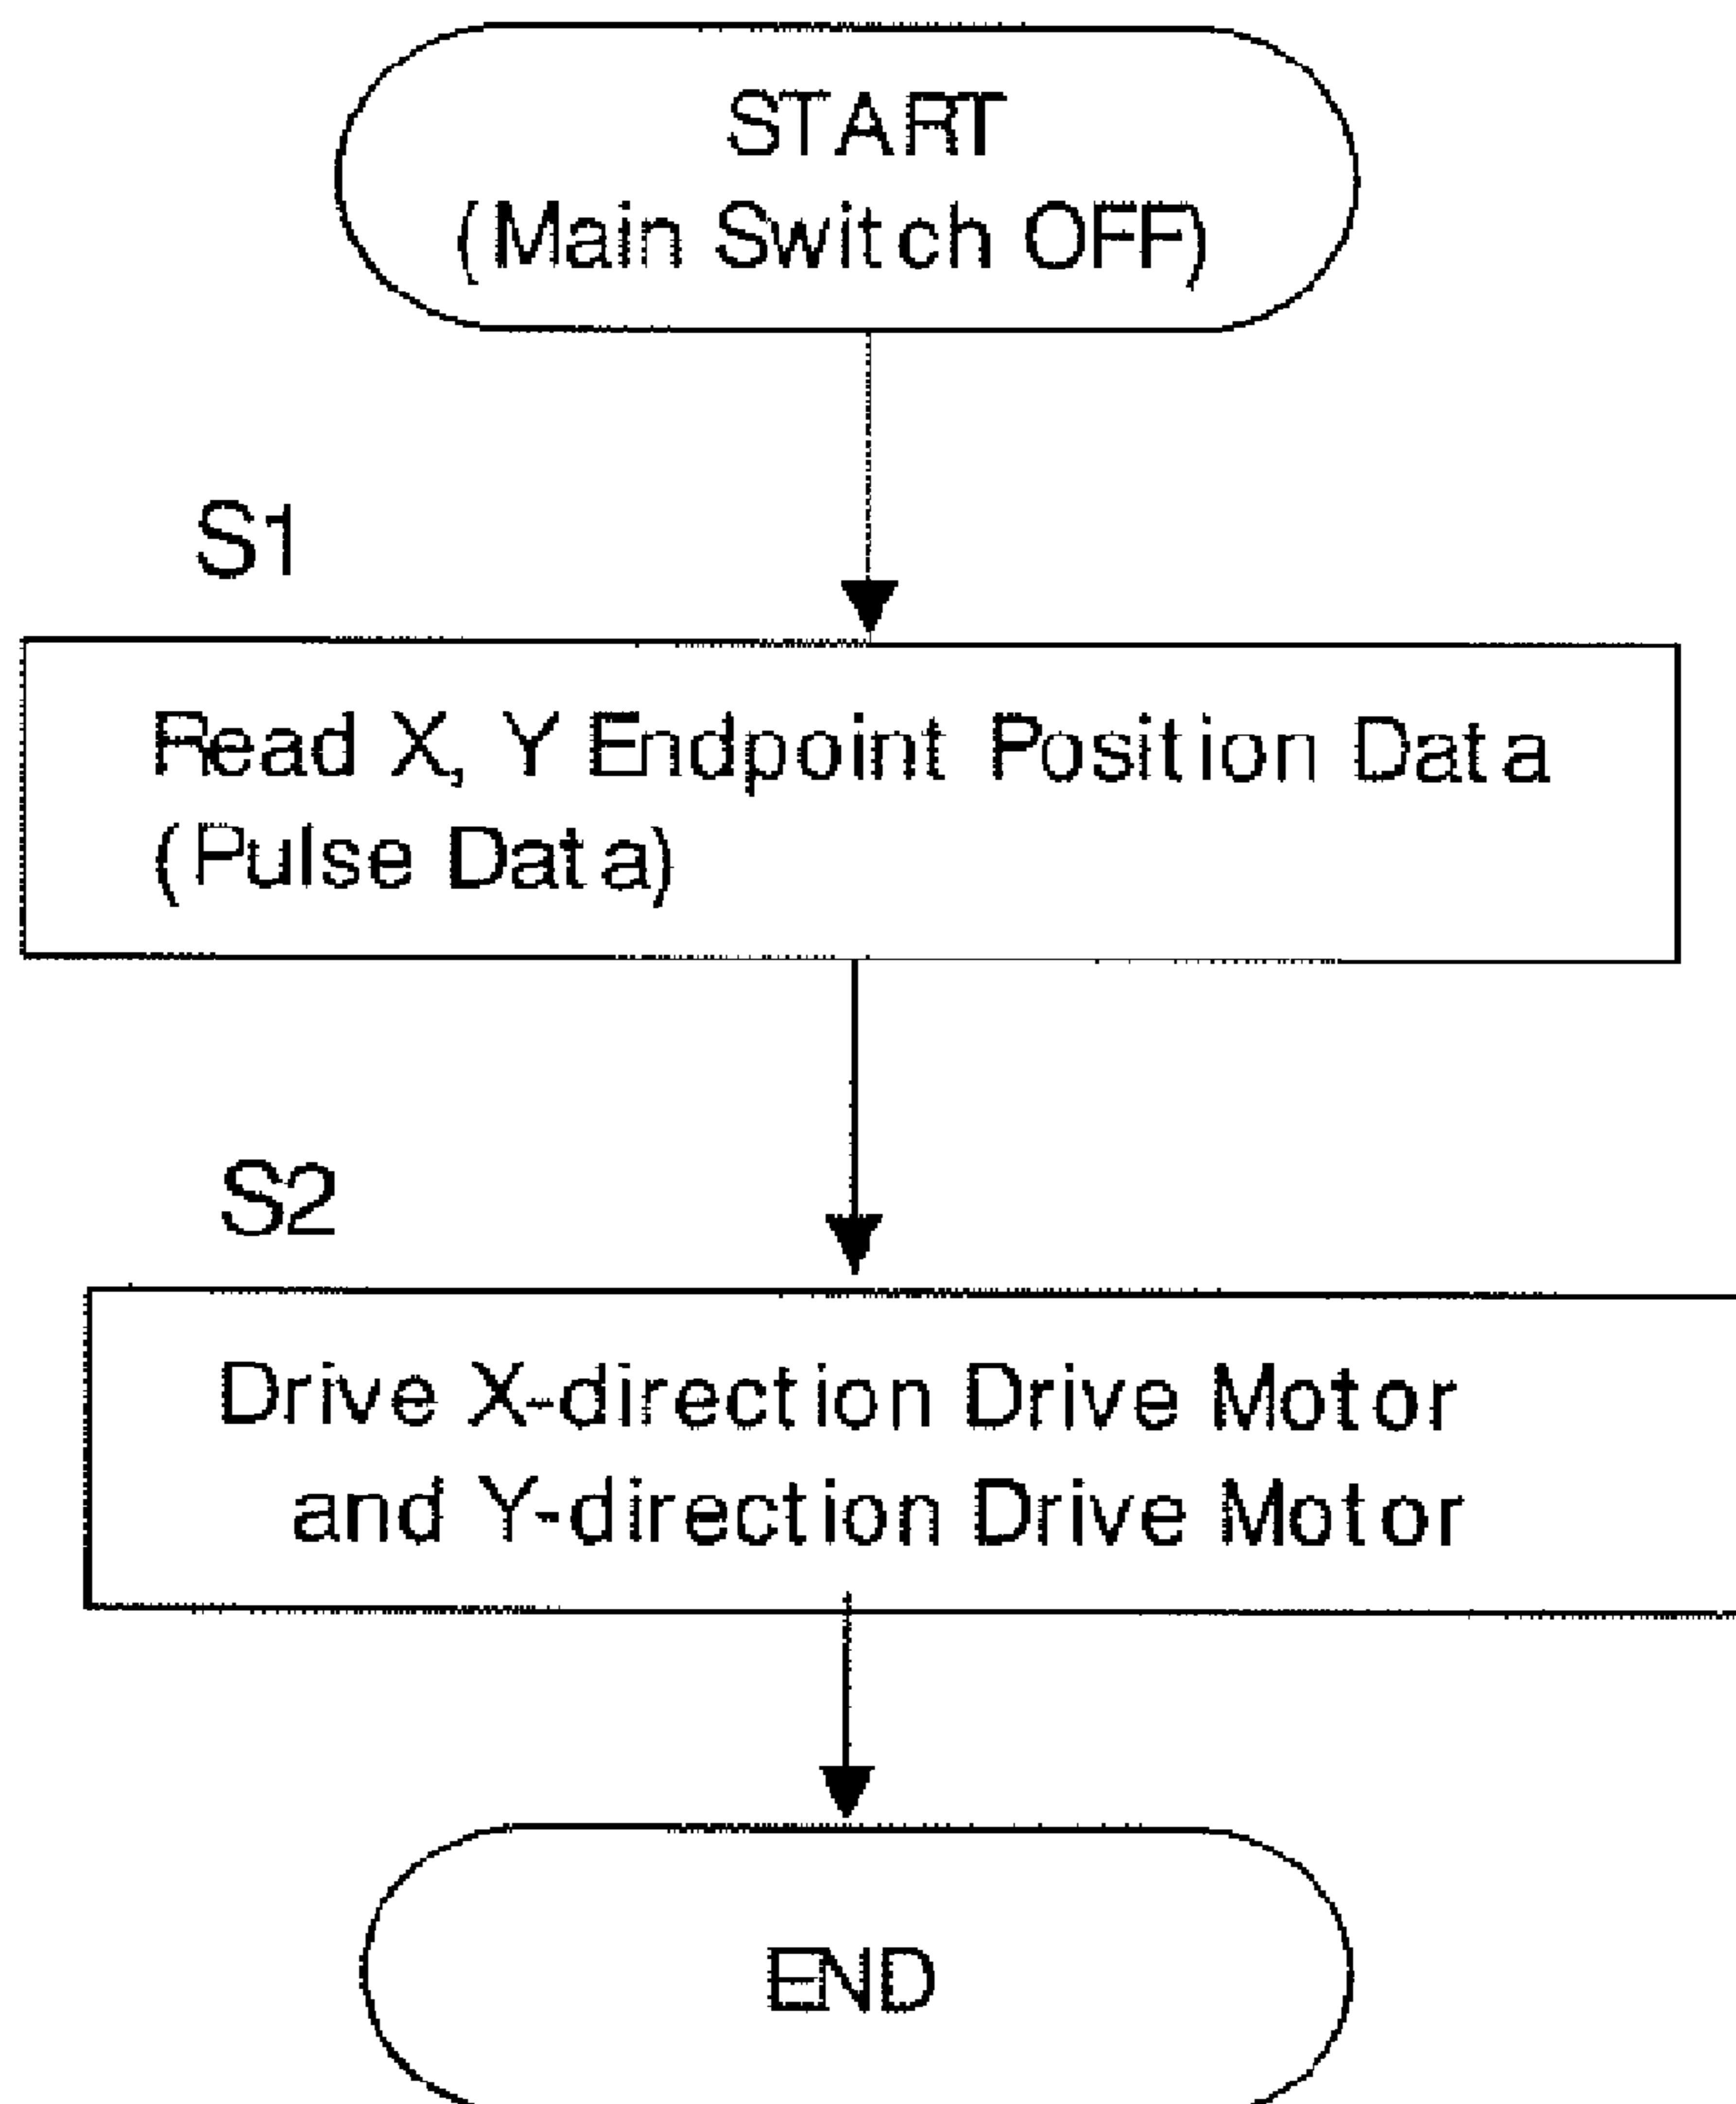 START
(Main Switch OFF)
S1
Read X, Y Endpoint Position Data
(Pulse Data)
S2
Drive X-direction Drive Motor
and Y-direction Drive Motor
END